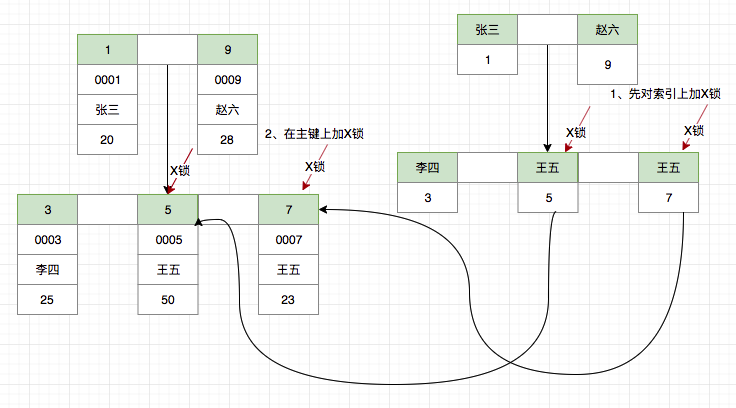 张三 赵六
1 9
1 9
0001 0009
张三 赵六
20 28
1、先对索引上加X锁
2、在主键上加X锁
X锁 X锁
X锁 X锁
李四 王五 王五
3 5 7
3 5 7
0003 0005 0007
李四 王五 王五
25 50 23